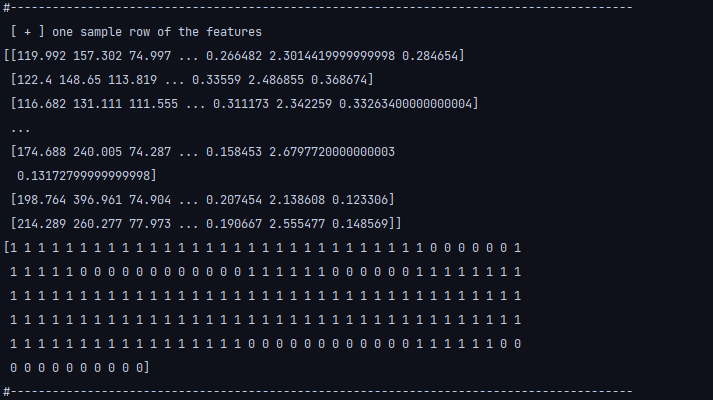 #-----------------------------------------------------------------------------------------
[ + ] one sample row of the features
[[119.992 157.302 74.997 ... 0.266482 2.3014419999999998 0.284654]
[122.4 148.65 113.819 ... 0.33559 2.486855 0.368674]
[116.682 131.111 111.555 ... 0.311173 2.342259 0.33263400000000004]
...
[174.688 240.005 74.287 ... 0.158453 2.6797720000000003
0.13172799999999998]
[198.764 396.961 74.904 ... 0.207454 2.138608 0.123306]
[214.289 260.277 77.973 ... 0.190667 2.555477 0.148569]]
[1 1 1 1 1 1 1 1 1 1 1 1 1 1 1 1 1 1 1 1 1 1 1 1 1 1 1 1 1 1 0 0 0 0 0 0 1
1 1 1 1 1 0 0 0 0 0 0 0 0 0 0 0 0 1 1 1 1 1 1 0 0 0 0 0 0 1 1 1 1 1 1 1 1
1 1 1 1 1 1 1 1 1 1 1 1 1 1 1 1 1 1 1 1 1 1 1 1 1 1 1 1 1 1 1 1 1 1 1 1 1
1 1 1 1 1 1 1 1 1 1 1 1 1 1 1 1 1 1 1 1 1 1 1 1 1 1 1 1 1 1 1 1 1 1 1 1 1
1 1 1 1 1 1 1 1 1 1 1 1 1 1 1 1 1 0 0 0 0 0 0 0 0 0 0 0 0 1 1 1 1 1 1 0 0
0 0 0 0 0 0 0 0 0 0]
#-----------------------------------------------------------------------------------------